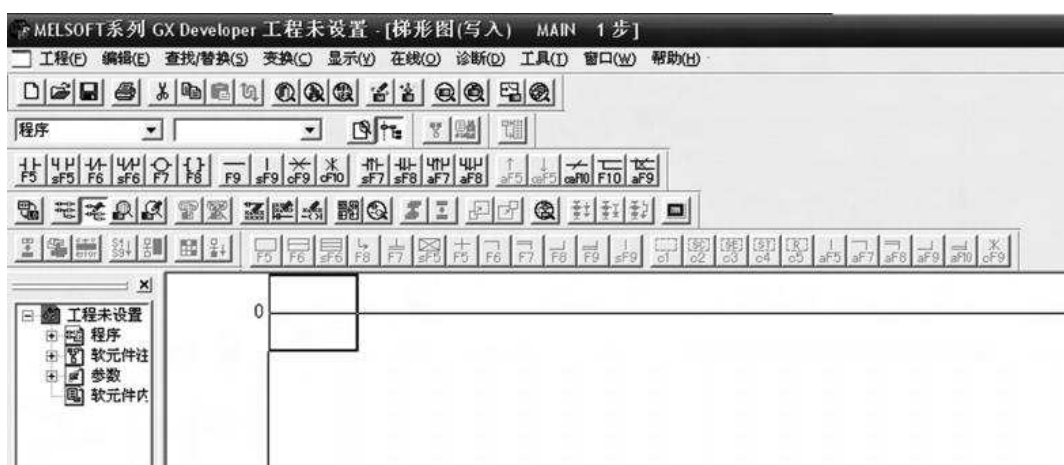 MELSOFT系列 GX Developer 工程未设置 - [梯形图(写入) MAIN 1 步]
工程(F) 编辑(E) 查找/替换(S) 变换(C) 显示(V) 在线(O) 诊断(D) 工具(T) 窗口(W) 帮助(H)
程序
F5 sF5 F6 sF6 F7 F8 F9 sF9 cF9 cF10 sF7 sF8 aF7 aF8 aF5 caF5 caF10 F10 aF9
F5 F6 sF6 F8 F7 sF5 F5 F6 F7 F8 F9 sF9 c1 c2 c3 c4 c5 aF5 aF7 aF8 aF9 aF10 cF9
0
工程未设置
程序
软元件注
参数
软元件内